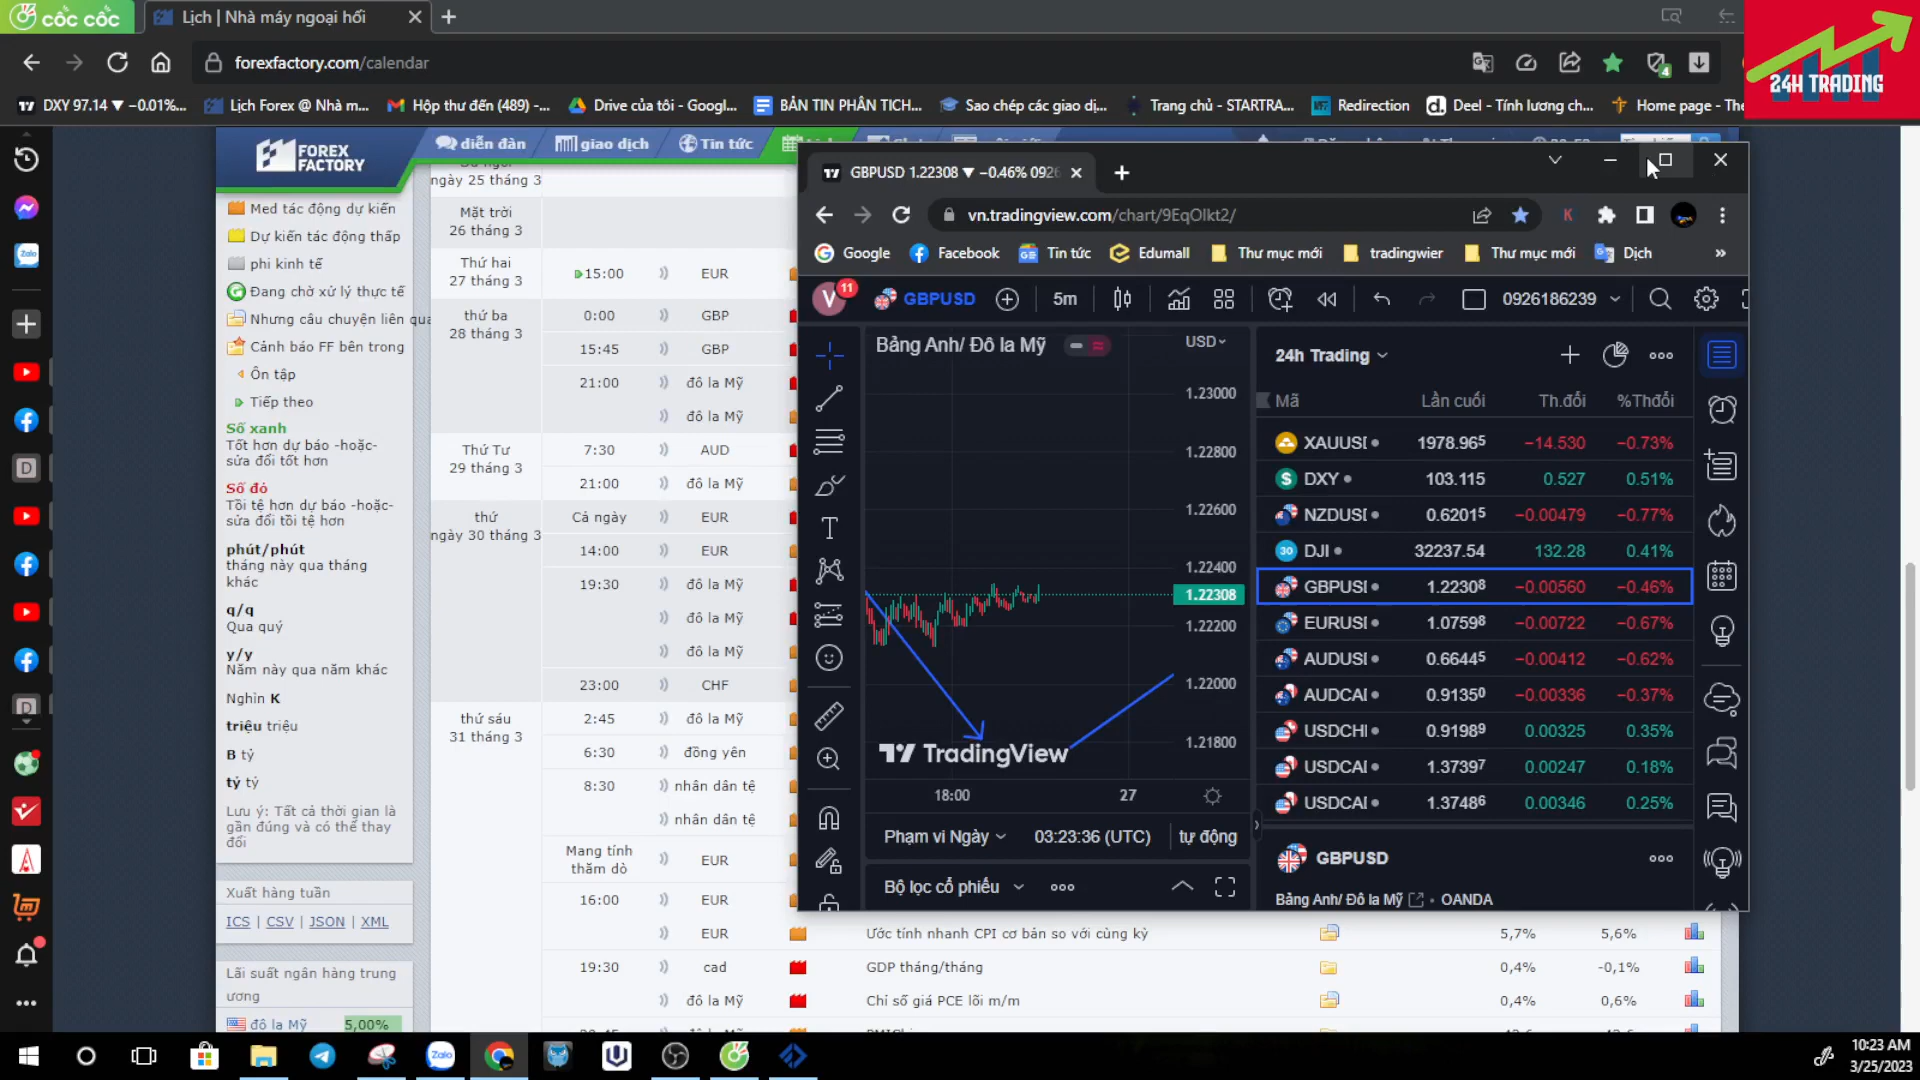 cốc cốc
Lịch | Nhà máy ngoại hối
forexfactory.com/calendar
DXY 97.14 ▼ −0.01%...
Lịch Forex @ Nhà m...
Hộp thư đến (489) -...
Drive của tôi - Googl...
BẢN TIN PHÂN TICH...
Sao chép các giao dị...
Trang chủ - STARTRA...
Redirection
Deel - Tính lương ch...
Home page - The
24H TRADING
FOREX FACTORY
diễn đàn
giao dịch
Tin tức
Med tác động dự kiến
Dự kiến tác động thấp
phi kinh tế
Đang chờ xử lý thực tế
Nhưng câu chuyện liên qua
Cảnh báo FF bên trong
Ôn tập
Tiếp theo
Số xanh
Tốt hơn dự báo -hoặc-
sửa đổi tốt hơn
Số đỏ
Tồi tệ hơn dự báo -hoặc-
sửa đổi tồi tệ hơn
phút/phút
tháng này qua tháng
khác
q/q
Qua quý
y/y
Năm này qua năm khác
Nghìn K
triệu triệu
B tỷ
tỷ tỷ
Lưu ý: Tất cả thời gian là
gần đúng và có thể thay
đổi
Xuất hàng tuần
ICS | CSV | JSON | XML
Lãi suất ngân hàng trung
ương
đô la Mỹ 5,00%
ngày 25 tháng 3
Mặt trời
26 tháng 3
Thứ hai
27 tháng 3
15:00 EUR
thứ ba
28 tháng 3
0:00 GBP
15:45 GBP
21:00 đô la Mỹ
đô la Mỹ
Thứ Tư
29 tháng 3
7:30 AUD
21:00 đô la Mỹ
thứ
ngày 30 tháng 3
Cả ngày EUR
14:00 EUR
19:30 đô la Mỹ
đô la Mỹ
đô la Mỹ
23:00 CHF
thứ sáu
31 tháng 3
2:45 đô la Mỹ
6:30 đồng yên
8:30 nhân dân tệ
nhân dân tệ
Mang tính
thăm dò
EUR
16:00 EUR
EUR Ước tính nhanh CPI cơ bản so với cùng kỳ 5,7% 5,6%
19:30 cad GDP tháng/tháng 0,4% -0,1%
đô la Mỹ Chỉ số giá PCE lõi m/m 0,4% 0,6%
GBPUSD 1.22308 ▼ −0.46% 0926
vn.tradingview.com/chart/9EqOlkt2/
Google
Facebook
Tin tức
Edumall
Thư mục mới
tradingwier
Thư mục mới
Dịch
»
V 11
GBPUSD
5m
0926186239
Bảng Anh/ Đô la Mỹ
USD
1.23000
1.22800
1.22600
1.22400
1.22308
1.22200
1.22000
1.21800
TradingView
18:00 27
Phạm vi Ngày
03:23:36 (UTC)
tự động
Bộ lọc cổ phiếu
24h Trading
Mã Lần cuối Th.đổi %Thđổi
XAUUSI 1978.965 −14.530 −0.73%
DXY 103.115 0.527 0.51%
NZDUSI 0.62015 −0.00479 −0.77%
DJI 32237.54 132.28 0.41%
GBPUSI 1.22308 −0.00560 −0.46%
EURUSI 1.07598 −0.00722 −0.67%
AUDUSI 0.66445 −0.00412 −0.62%
AUDCAI 0.91350 −0.00336 −0.37%
USDCHI 0.91989 0.00325 0.35%
USDCAI 1.37397 0.00247 0.18%
USDCAI 1.37486 0.00346 0.25%
GBPUSD
Bảng Anh/ Đô la Mỹ • OANDA
10:23 AM
3/25/2023